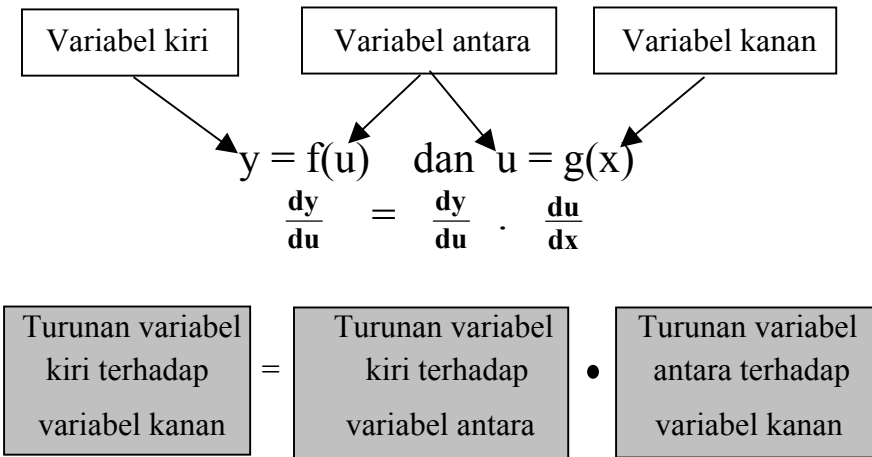 Variabel kiri Variabel antara Variabel kanan
y = f(u) dan u = g(x)
dy/du = dy/du . du/dx
Turunan variabel Turunan variabel Turunan variabel
kiri terhadap = kiri terhadap • antara terhadap
variabel kanan variabel antara variabel kanan